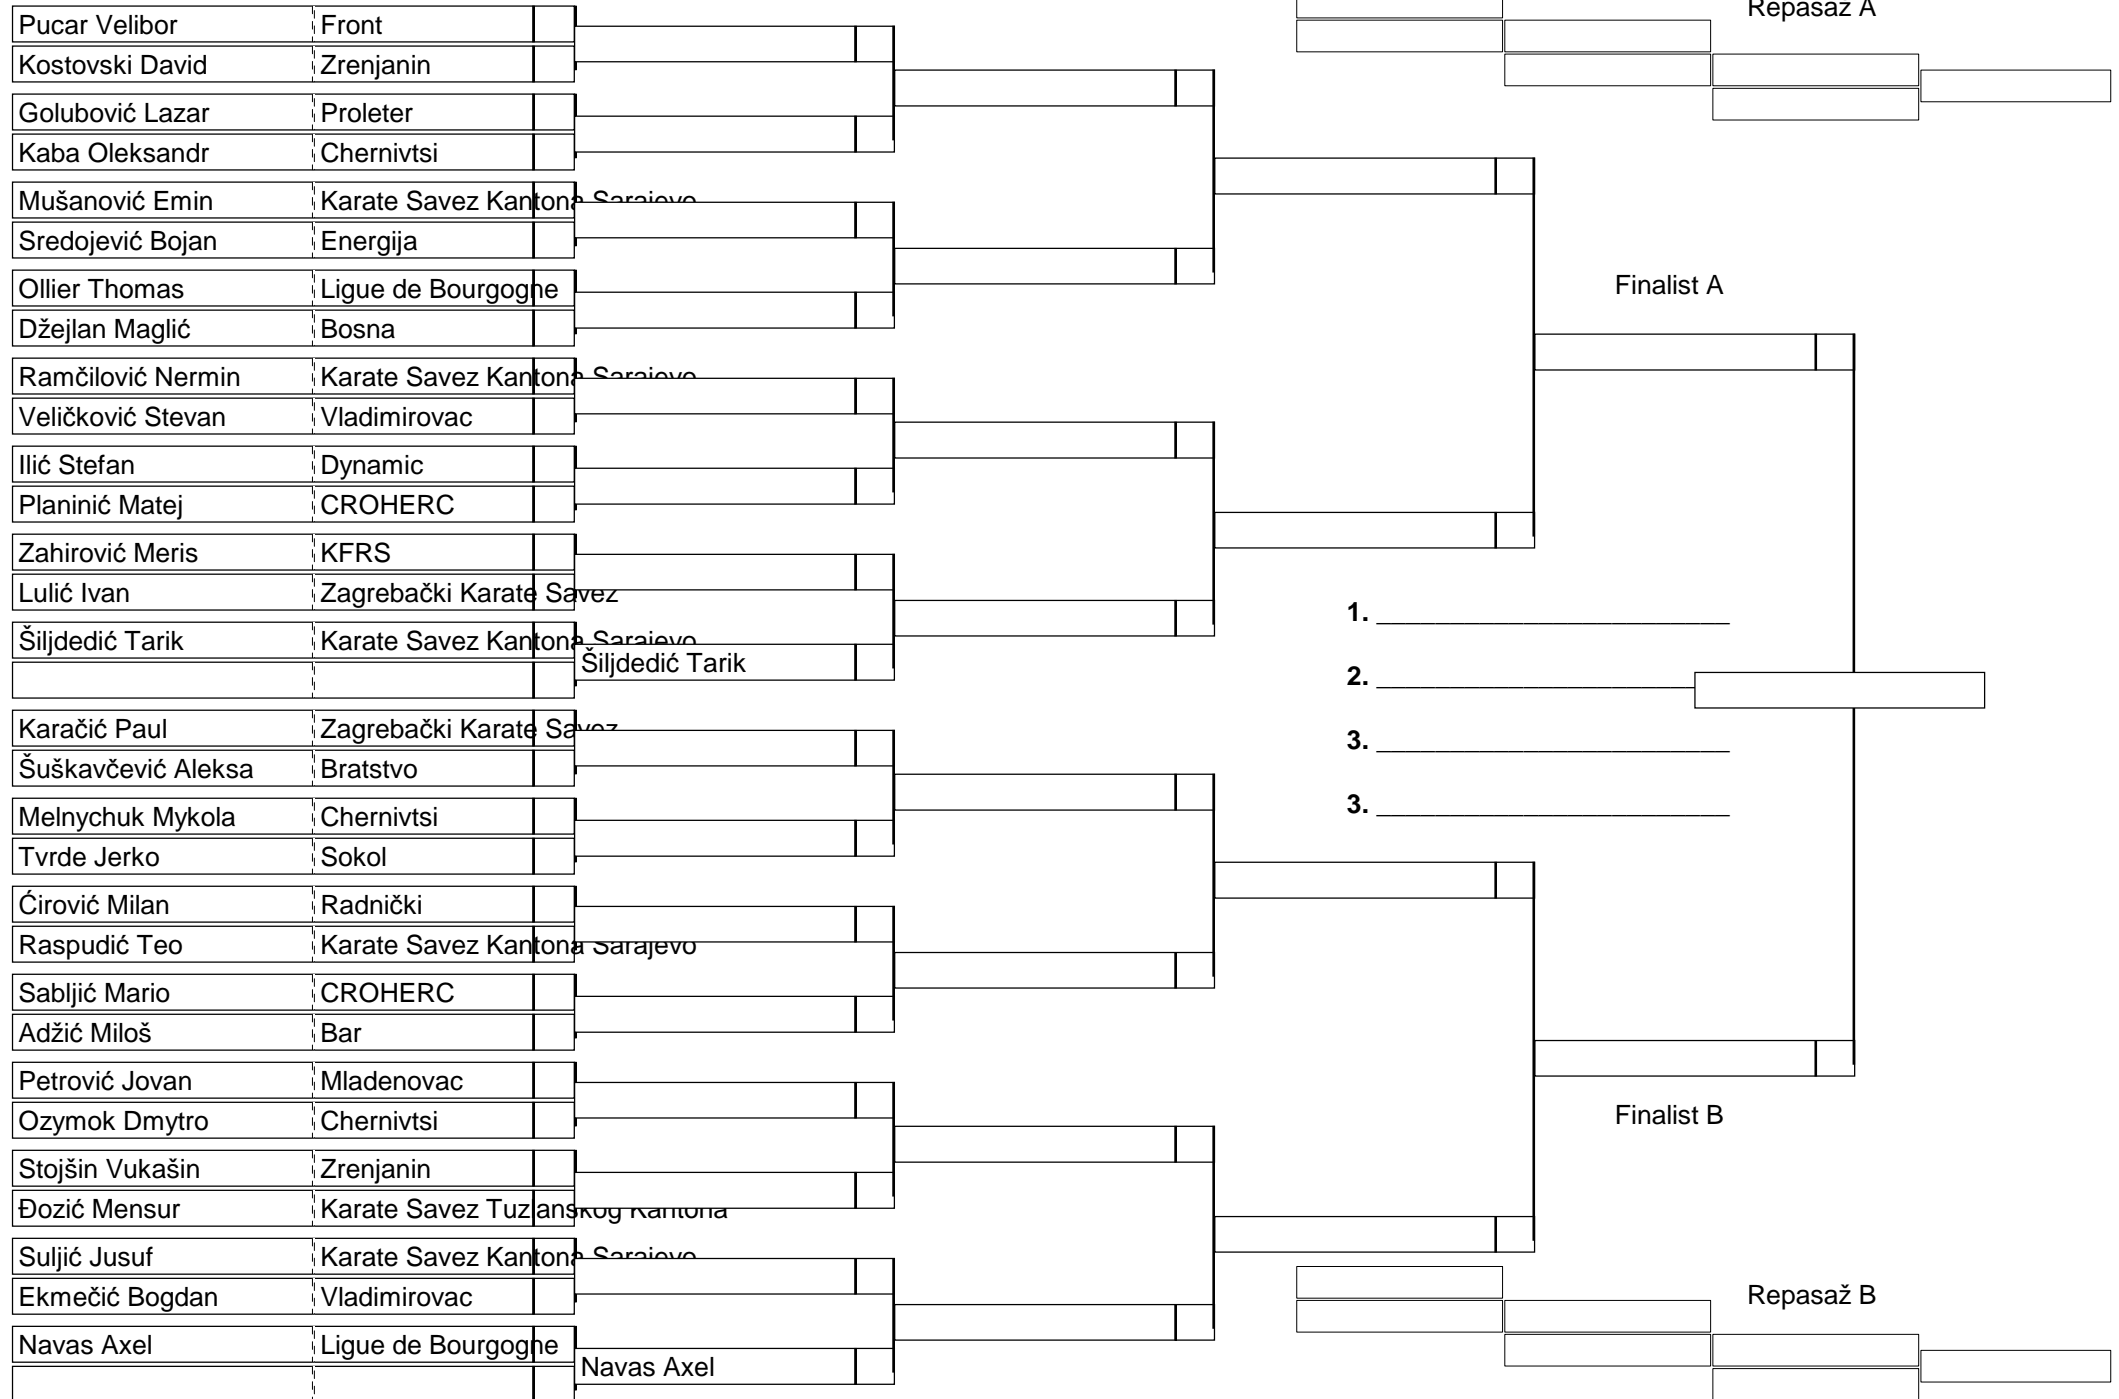 Repasaž A
Pucar Velibor Front
Kostovski David Zrenjanin
Golubović Lazar Proleter
Kaba Oleksandr Chernivtsi
Mušanović Emin Karate Savez Kantona Sarajevo
Sredojević Bojan Energija
Ollier Thomas Ligue de Bourgogne
Finalist A
Džejlan Maglić Bosna
Ramčilović Nermin Karate Savez Kantona Sarajevo
Veličković Stevan Vladimirovac
Ilić Stefan Dynamic
Planinić Matej CROHERC
Zahirović Meris KFRS
Lulić Ivan Zagrebački Karate Savez
1. ________________________
Šiljdedić Tarik Karate Savez Kantona Sarajevo
Šiljdedić Tarik
2. ________________________
Karačić Paul Zagrebački Karate Savez
3. ________________________
Šuškavčević Aleksa Bratstvo
3. ________________________
Melnychuk Mykola Chernivtsi
Tvrde Jerko Sokol
Ćirović Milan Radnički
Raspudić Teo Karate Savez Kantona Sarajevo
Sabljić Mario CROHERC
Adžić Miloš Bar
Petrović Jovan Mladenovac
Ozymok Dmytro Chernivtsi
Finalist B
Stojšin Vukašin Zrenjanin
Đozić Mensur Karate Savez Tuzlanskog Kantona
Suljić Jusuf Karate Savez Kantona Sarajevo
Ekmečić Bogdan Vladimirovac
Repasaž B
Navas Axel Ligue de Bourgogne
Navas Axel